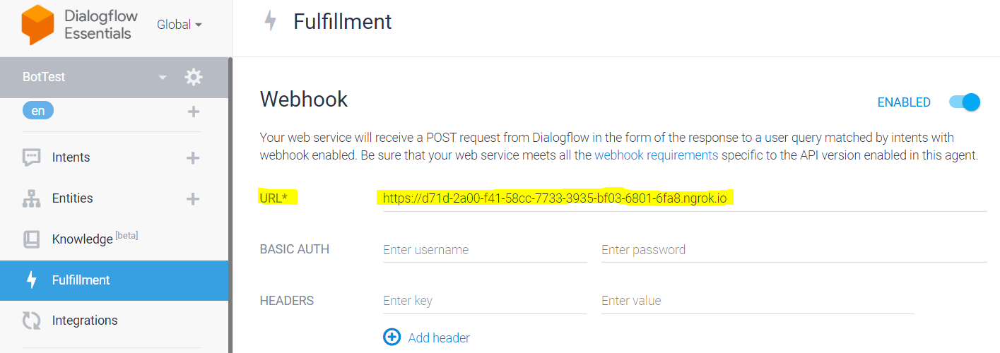 Dialogflow
Essentials
Global
Fulfillment
BotTest
en
Intents
Entities
Knowledge [beta]
Fulfillment
Integrations
Webhook
ENABLED
Your web service will receive a POST request from Dialogflow in the form of the response to a user query matched by intents with
webhook enabled. Be sure that your web service meets all the webhook requirements specific to the API version enabled in this agent.
URL* https://d71d-2a00-f41-58cc-7733-3935-bf03-6801-6fa8.ngrok.io
BASIC AUTH Enter username Enter password
HEADERS Enter key Enter value
Add header